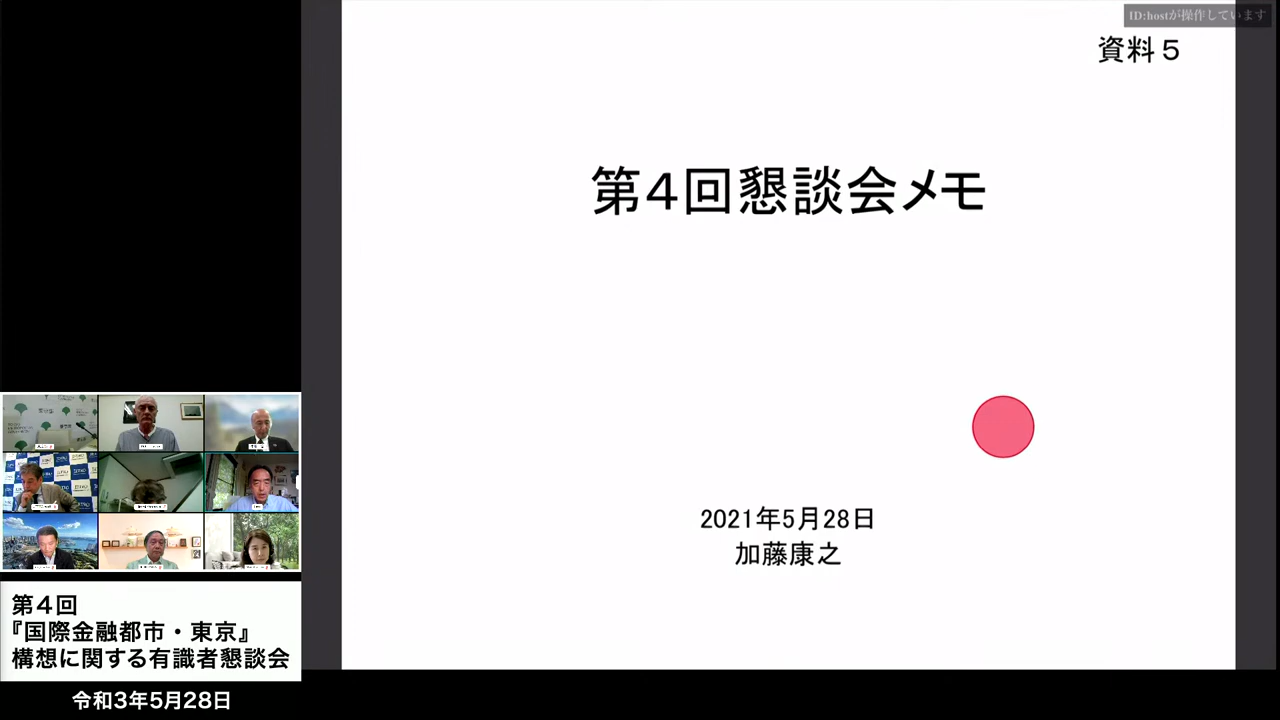 ID:hostが操作しています
資料５
第４回懇談会メモ
2021年5月28日
加藤康之
第４回
『国際金融都市・東京』
構想に関する有識者懇談会
令和3年5月28日